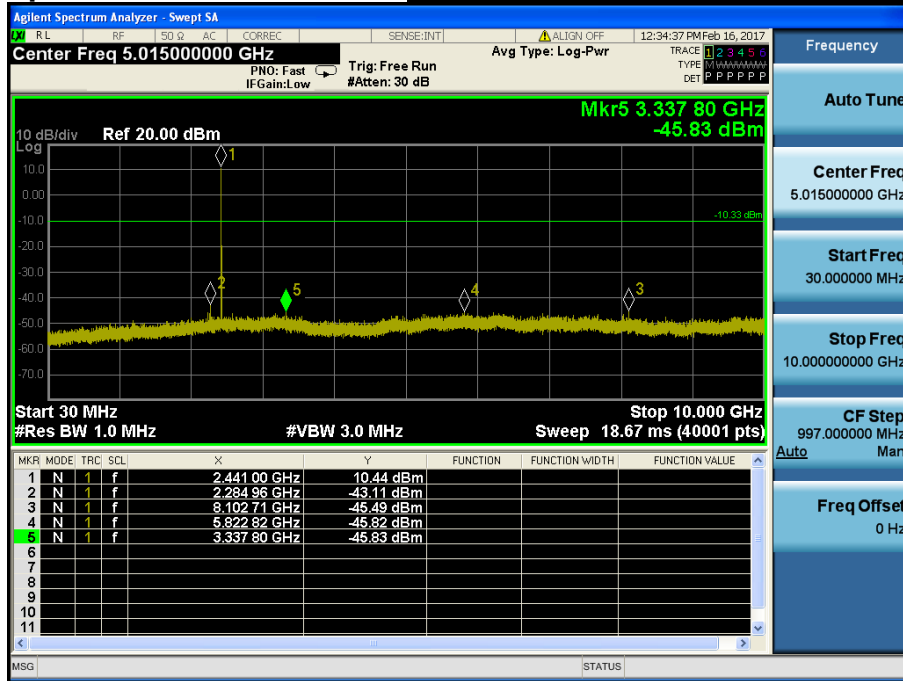 Agilent Spectrum Analyzer - Swept SA
LXI RL RF 50 Ω AC CORREC SENSE:INT ALIGN OFF 12:34:37 PM Feb 16, 2017
Center Freq 5.015000000 GHz Avg Type: Log-Pwr TRACE 1 2 3 4 5 6
PNO: Fast Trig: Free Run TYPE M WWWWW
IFGain:Low #Atten: 30 dB DET P P P P P P
Mkr5 3.337 80 GHz
10 dB/div Ref 20.00 dBm -45.83 dBm
Log
1
10.0
0.00
-10.0 -10.33 dBm
-20.0
-30.0
2 5 4 3
-40.0
-50.0
-60.0
-70.0
Start 30 MHz Stop 10.000 GHz
#Res BW 1.0 MHz #VBW 3.0 MHz Sweep 18.67 ms (40001 pts)
MKR MODE TRC SCL X Y FUNCTION FUNCTION WIDTH FUNCTION VALUE
1 N 1 f 2.441 00 GHz 10.44 dBm
2 N 1 f 2.284 96 GHz -43.11 dBm
3 N 1 f 8.102 71 GHz -45.49 dBm
4 N 1 f 5.822 82 GHz -45.82 dBm
5 N 1 f 3.337 80 GHz -45.83 dBm
6
7
8
9
10
11
MSG STATUS
Frequency
Auto Tune
Center Freq
5.015000000 GHz
Start Freq
30.000000 MHz
Stop Freq
10.000000000 GHz
CF Step
997.000000 MHz
Auto Man
Freq Offset
0 Hz